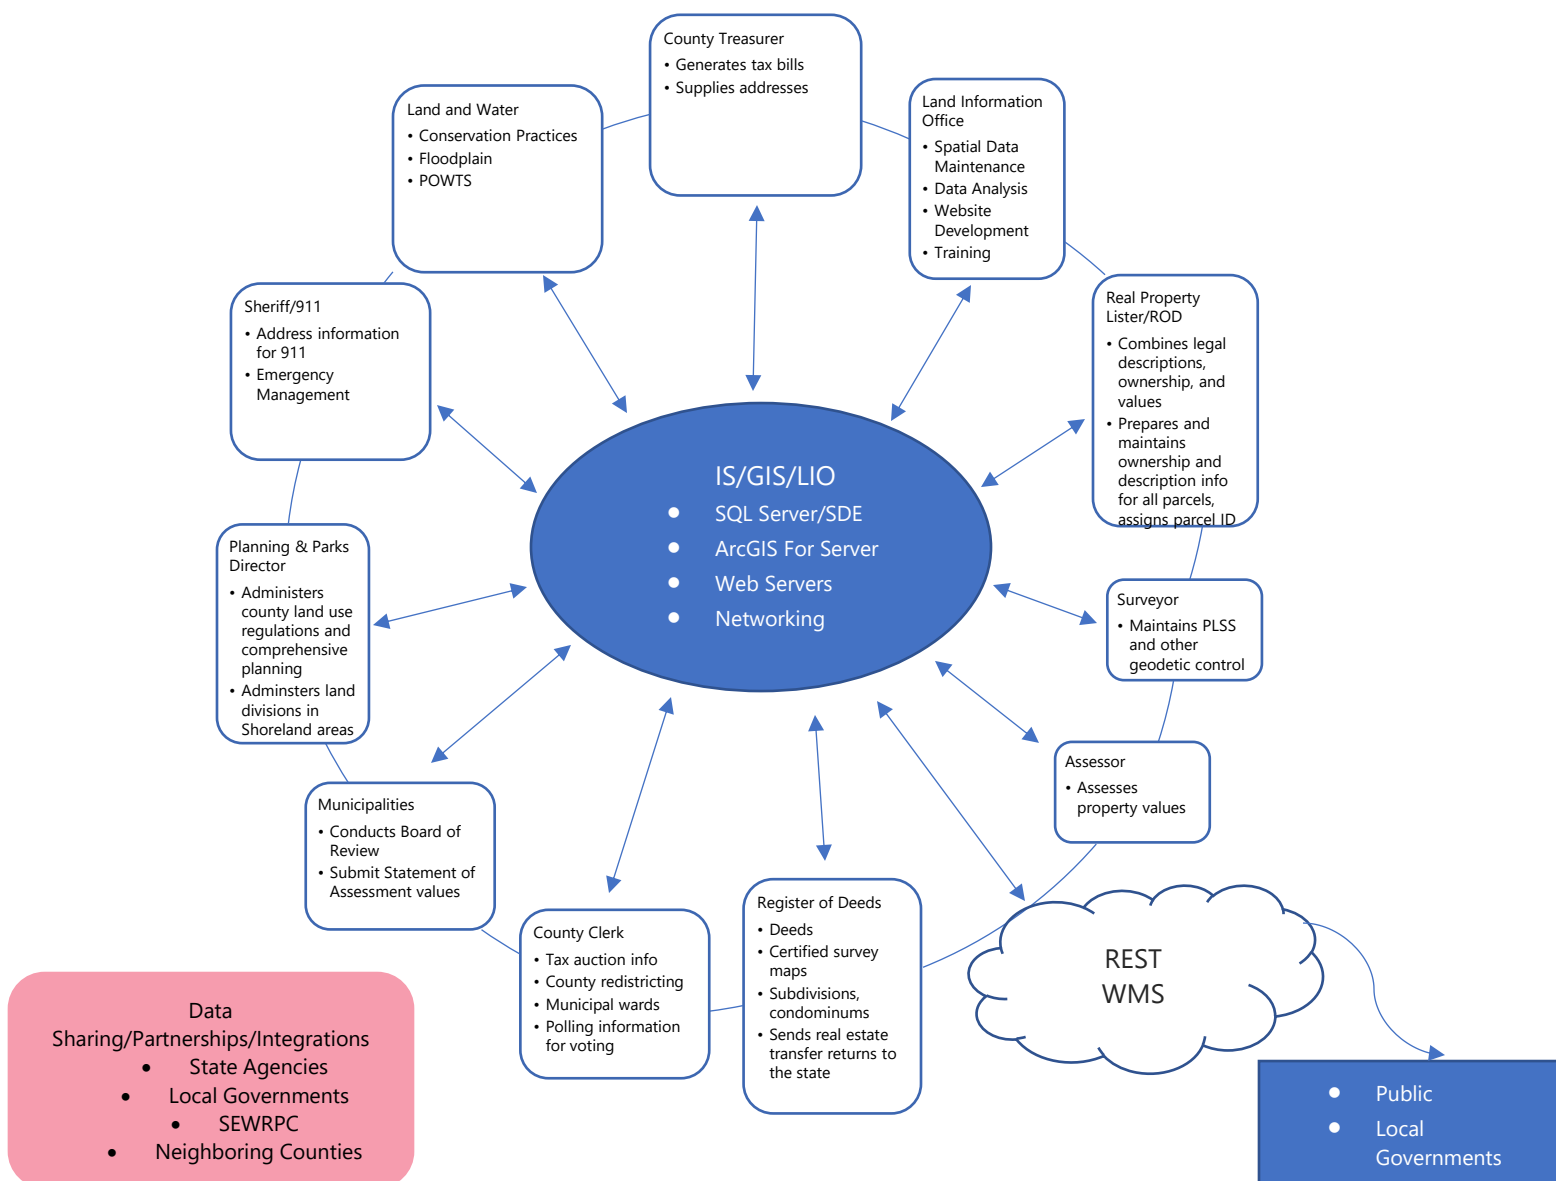 County Treasurer
• Generates tax bills
• Supplies addresses
Land and Water
• Conservation Practices
• Floodplain
• POWTS
Land Information
Office
• Spatial Data
Maintenance
• Data Analysis
• Website
Development
• Training
Sheriff/911
• Address information
for 911
• Emergency
Management
Real Property
Lister/ROD
• Combines legal
descriptions,
ownership, and
values
• Prepares and
maintains
ownership and
description info
for all parcels,
assigns parcel ID
IS/GIS/LIO
• SQL Server/SDE
• ArcGIS For Server
• Web Servers
• Networking
Planning & Parks
Director
• Administers
county land use
regulations and
comprehensive
planning
• Adminsters land
divisions in
Shoreland areas
Surveyor
• Maintains PLSS
and other
geodetic control
Assessor
• Assesses
property values
Municipalities
• Conducts Board of
Review
• Submit Statement of
Assessment values
County Clerk
• Tax auction info
• County redistricting
• Municipal wards
• Polling information
for voting
Register of Deeds
• Deeds
• Certified survey
maps
• Subdivisions,
condominums
• Sends real estate
transfer returns to
the state
REST
WMS
Data
Sharing/Partnerships/Integrations
• State Agencies
• Local Governments
• SEWRPC
• Neighboring Counties
• Public
• Local
Governments